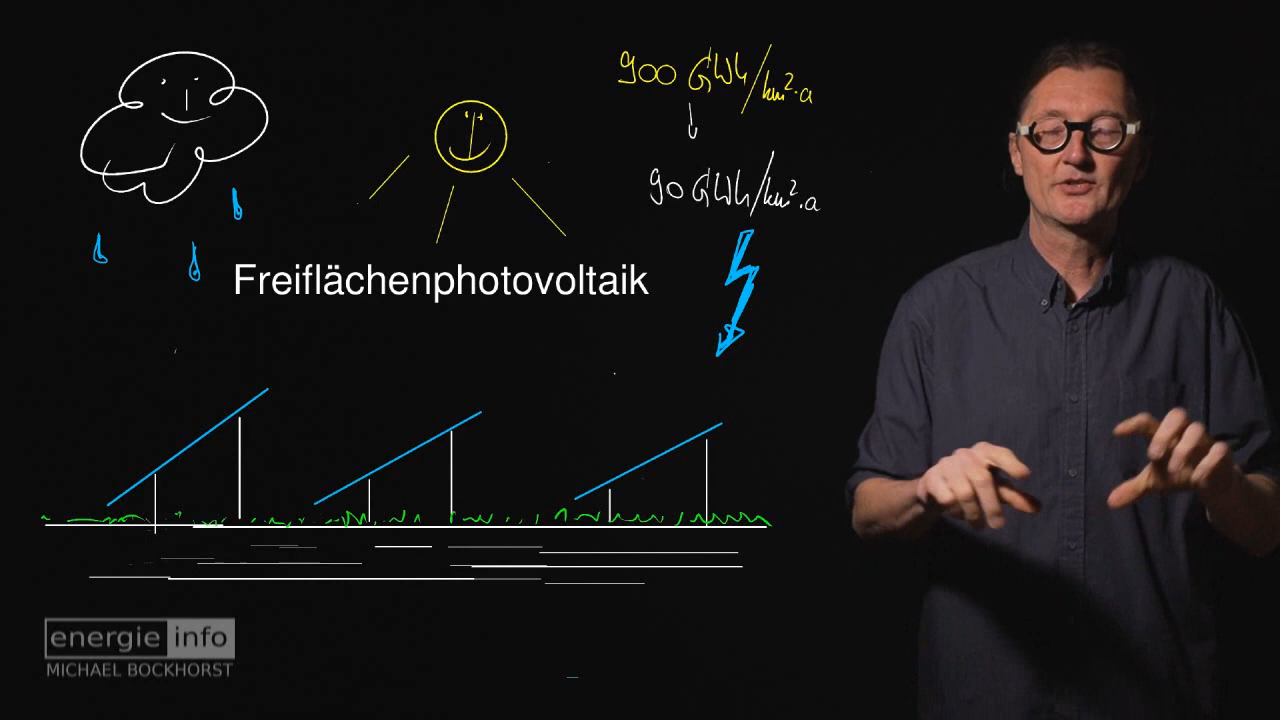 900 GWh/km²·a
90 GWh/km²·a
Freiflächenphotovoltaik
energie info
MICHAEL BOCKHORST